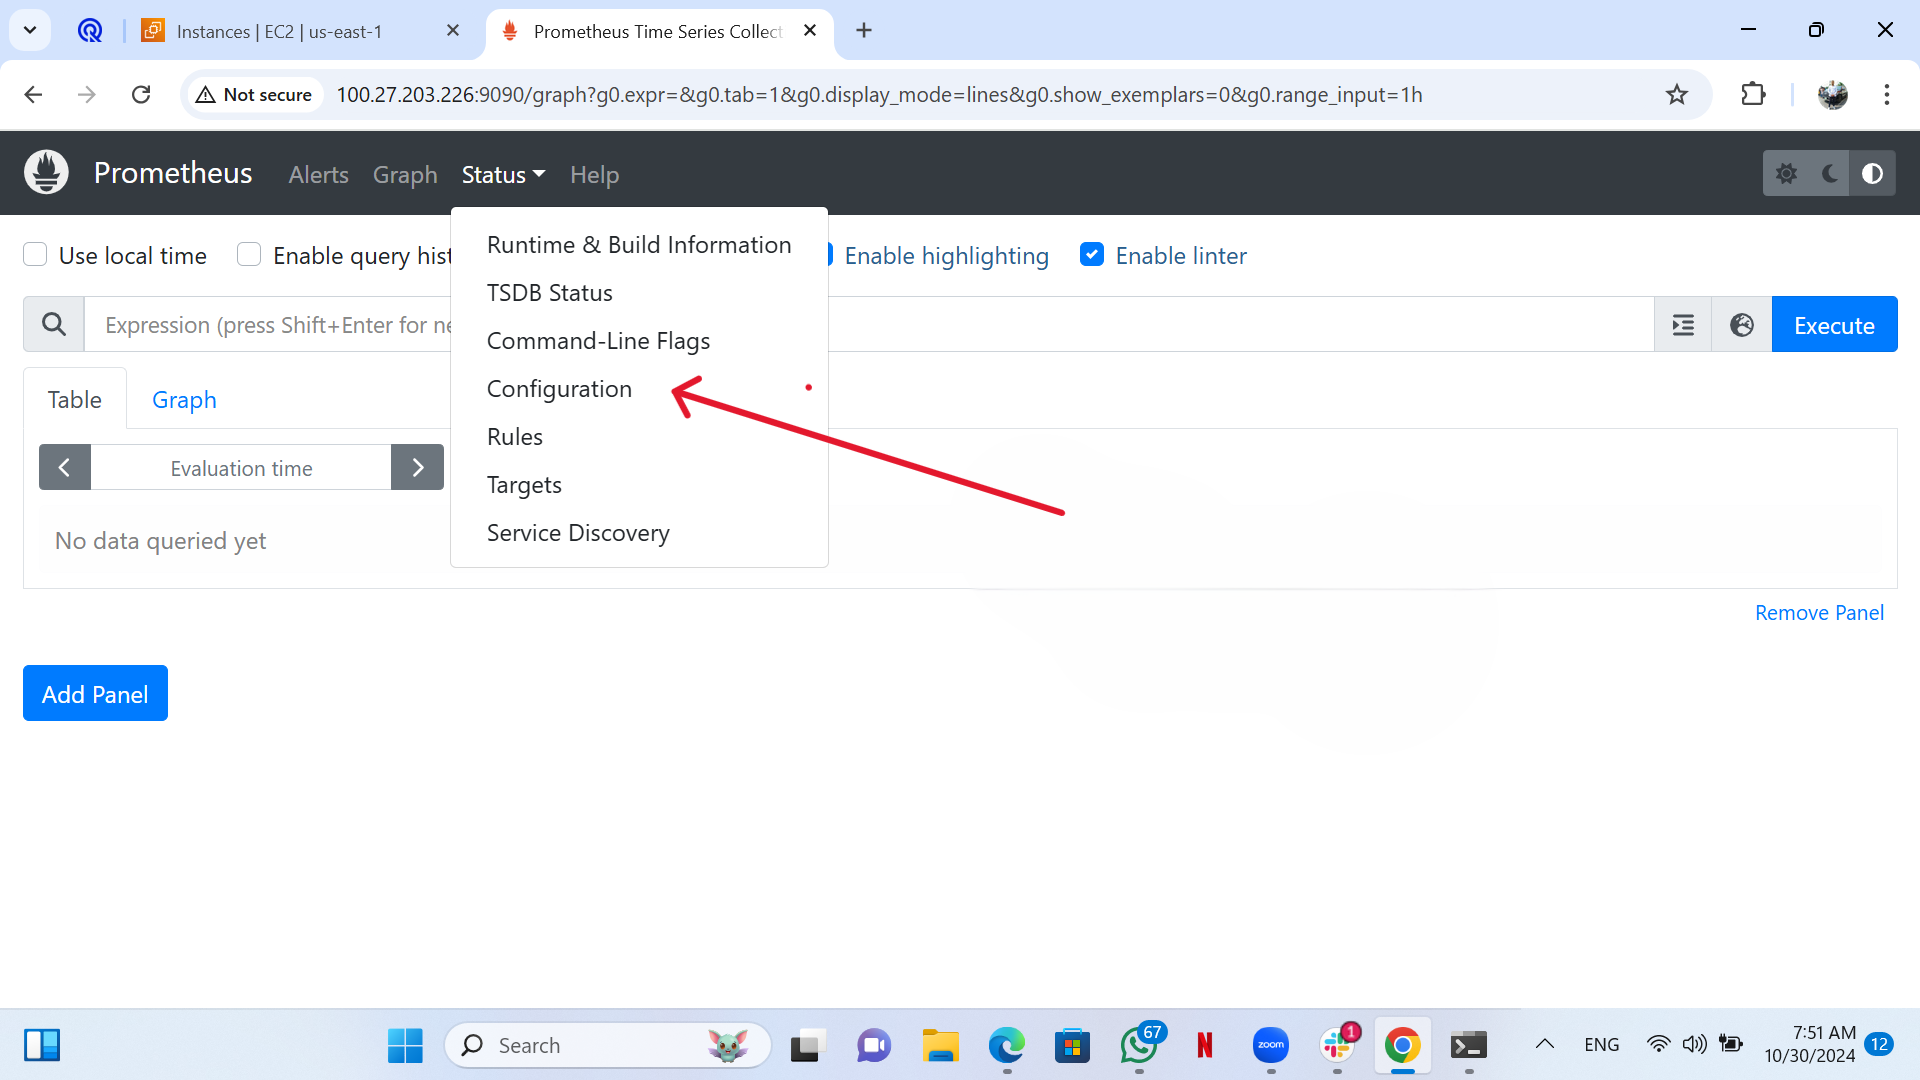 Instances | EC2 | us-east-1
Prometheus Time Series Collect
Not secure
100.27.203.226:9090/graph?g0.expr=&g0.tab=1&g0.display_mode=lines&g0.show_exemplars=0&g0.range_input=1h
Prometheus Alerts Graph Status Help
Runtime & Build Information
TSDB Status
Command-Line Flags
Configuration
Rules
Targets
Service Discovery
Use local time Enable query hist Enable highlighting Enable linter
Expression (press Shift+Enter for ne
Execute
Table Graph
Evaluation time
No data queried yet
Remove Panel
Add Panel
Search
67
N
zoom
1
ENG
7:51 AM
10/30/2024
12